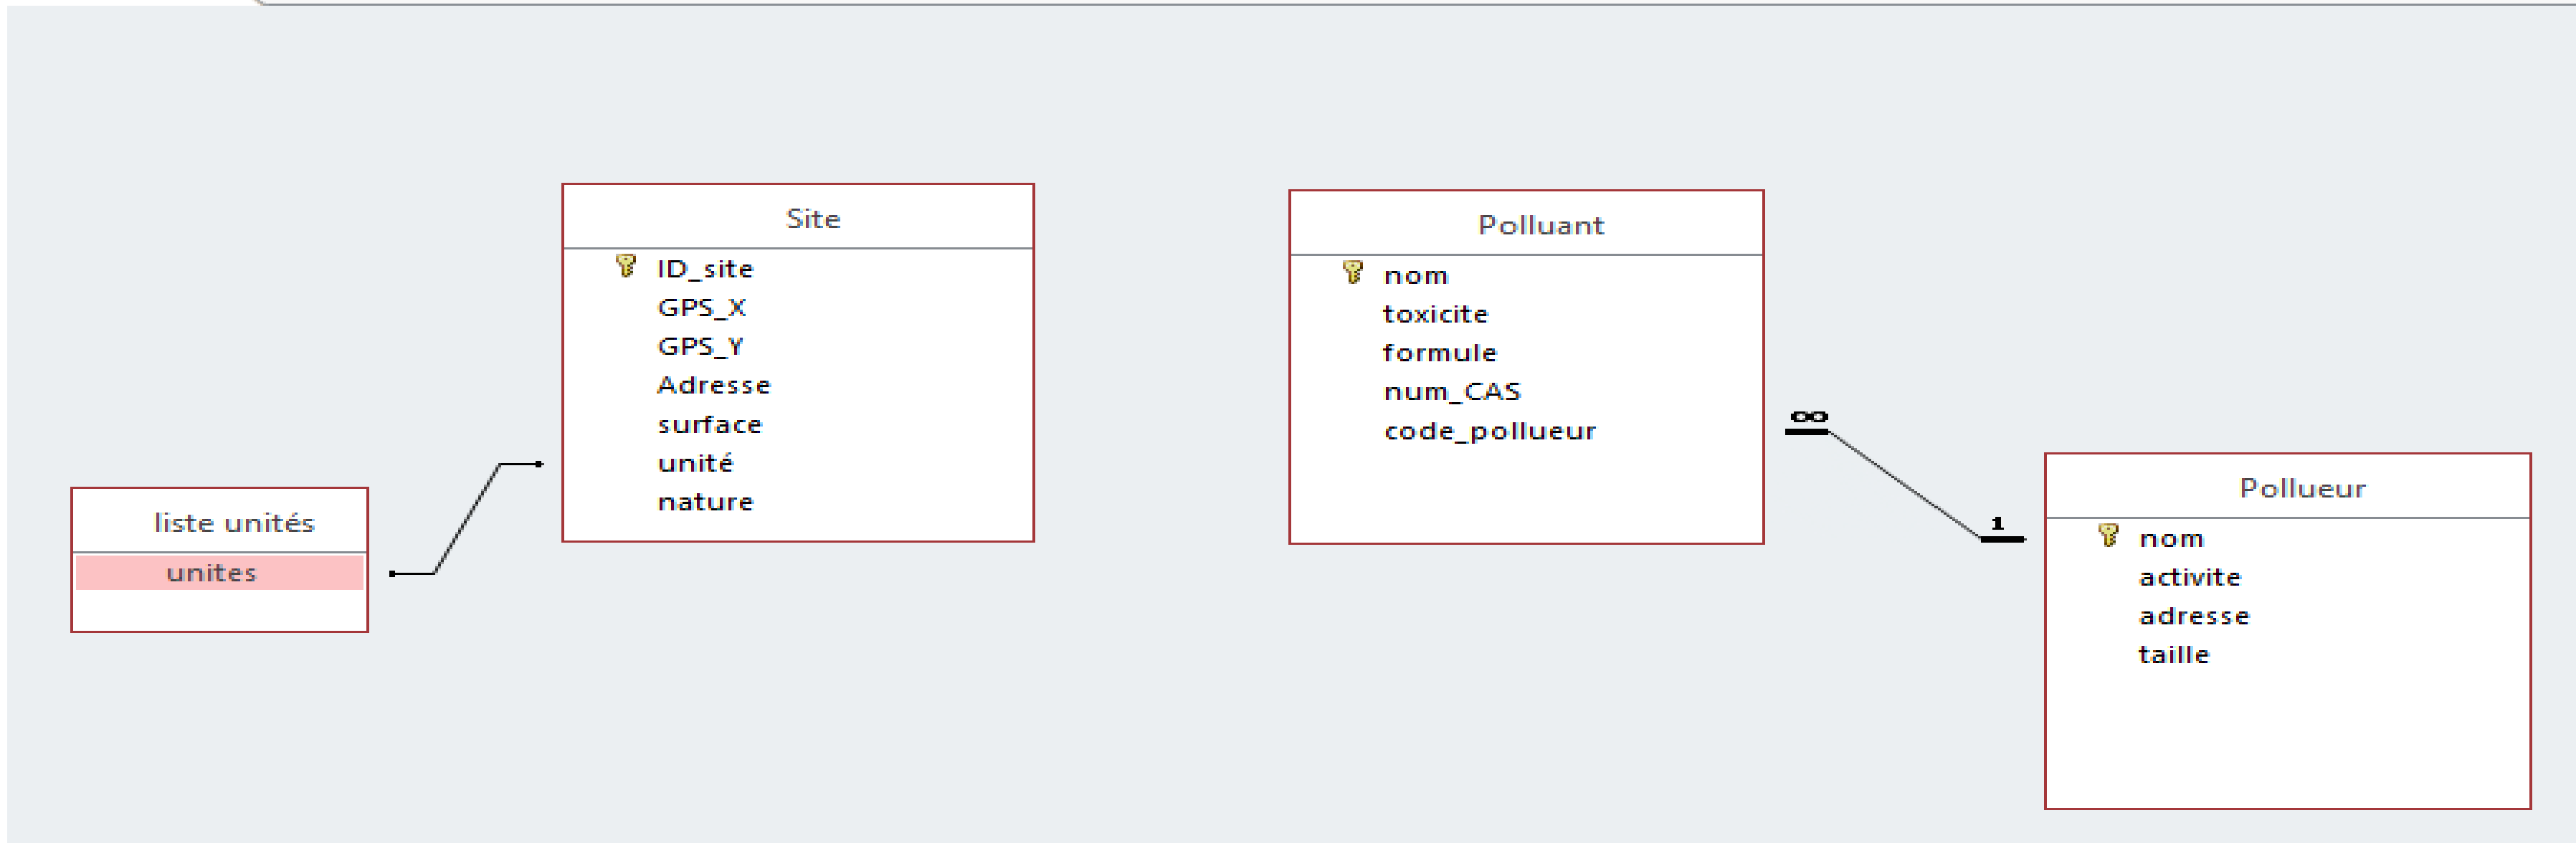 Site
ID_site
GPS_X
GPS_Y
Adresse
surface
unité
nature
liste unités
unites
Polluant
nom
toxicite
formule
num_CAS
code_pollueur
∞
1
Pollueur
nom
activite
adresse
taille